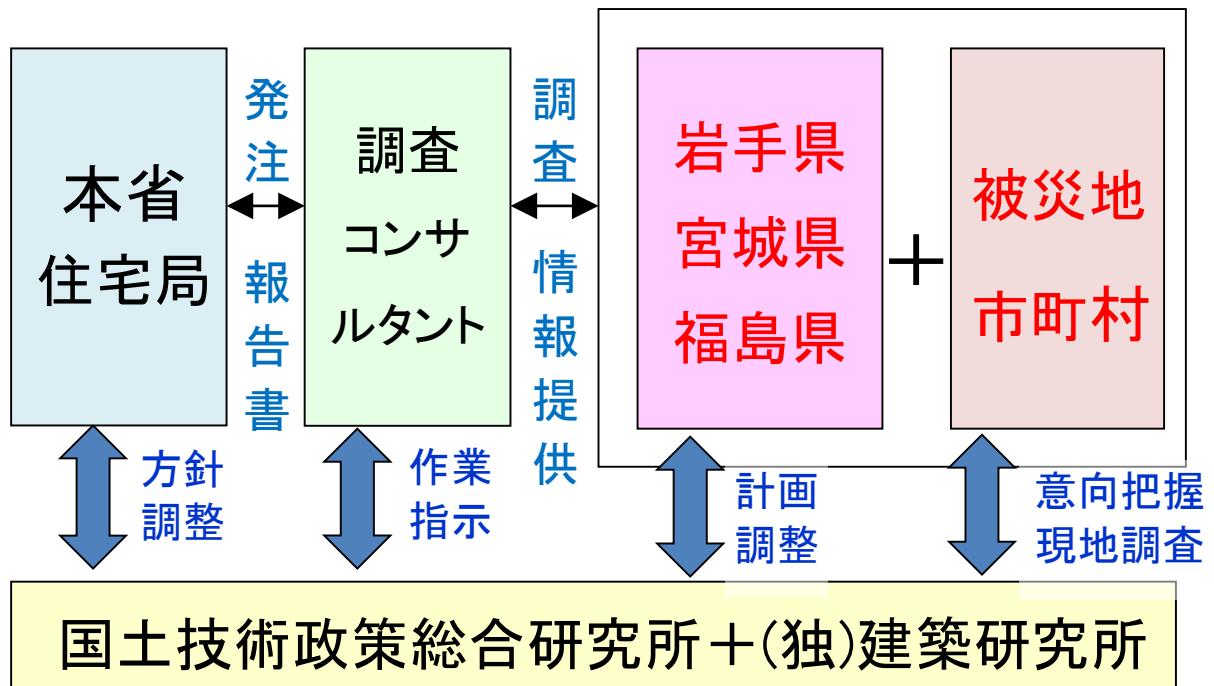 本省
住宅局
発注
報告書
調査
コンサ
ルタント
調査
情報提供
岩手県
宮城県
福島県
＋
被災地
市町村
方針
調整
作業
指示
計画
調整
意向把握
現地調査
国土技術政策総合研究所＋(独)建築研究所